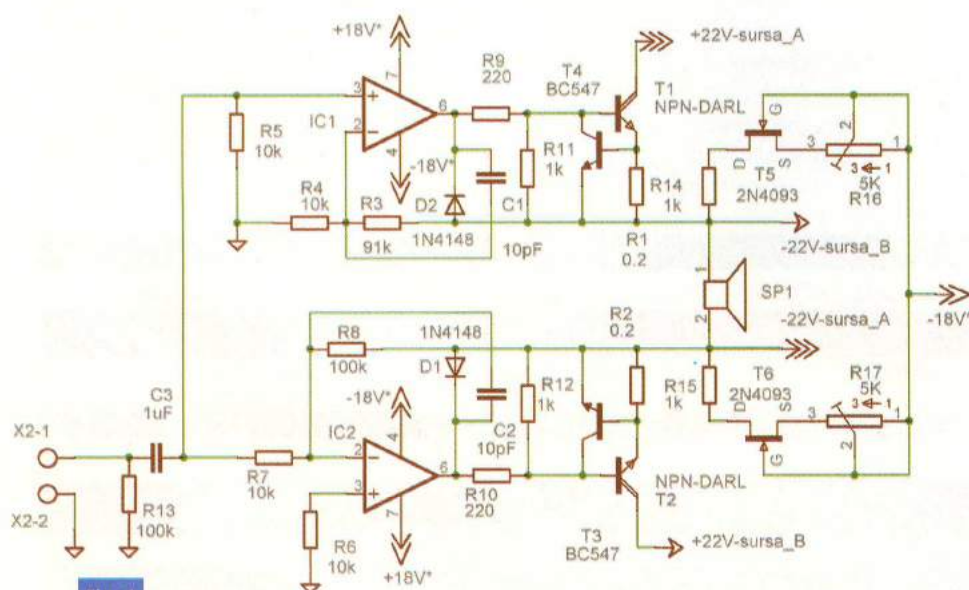 +18V*
+22V-sursa_A
R9
220
T4
BC547
T1
NPN-DARL
7
3
+
IC1
6
2
-
4
-18V*
R5
10k
R11
1k
R4
10k
R3
91k
D2
1N4148
C1
10pF
R14
1k
R1
0.2
G
D
S
T5
2N4093
3
2
1
3 ← 1
5K
R16
-22V-sursa_B
1
SP1
2
-18V*
-22V-sursa_A
R8
100k
1N4148
D1
R2
0.2
-18V*
R12
1k
R15
1k
T6
2N4093
D
S
G
R17
5K
3 ← 1
3
1
2
C3
1uF
C2
10pF
X2-1
X2-2
R13
100k
R7
10k
IC2
4
2
-
3
+
6
7
R10
220
R6
10k
+18V*
NPN-DARL
T2
T3
BC547
+22V-sursa_B